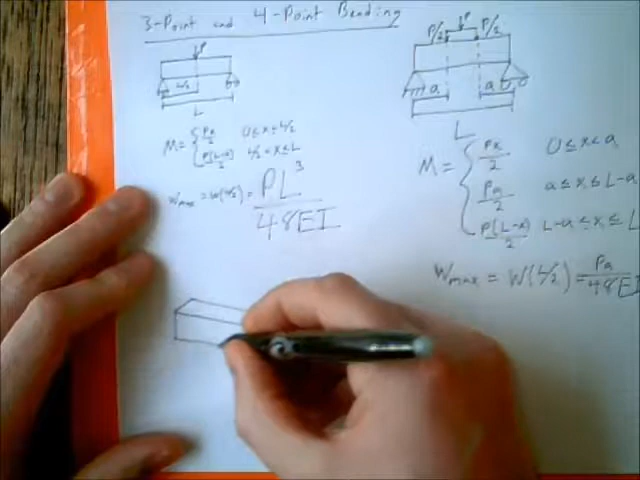 3-Point and 4-Point Bending
P
L/2
L
M = { Px/2 0 ≤ x ≤ L/2
P(L-x)/2 L/2 ≤ x ≤ L
Wmax = W(L/2) = PL³/48EI
P/2 P P/2
a a
L
M = { Px/2 0 ≤ x ≤ a
Pa/2 a ≤ x ≤ L-a
P(L-x)/2 L-a ≤ x ≤ L
Wmax = W(L/2) = Pa/48EI